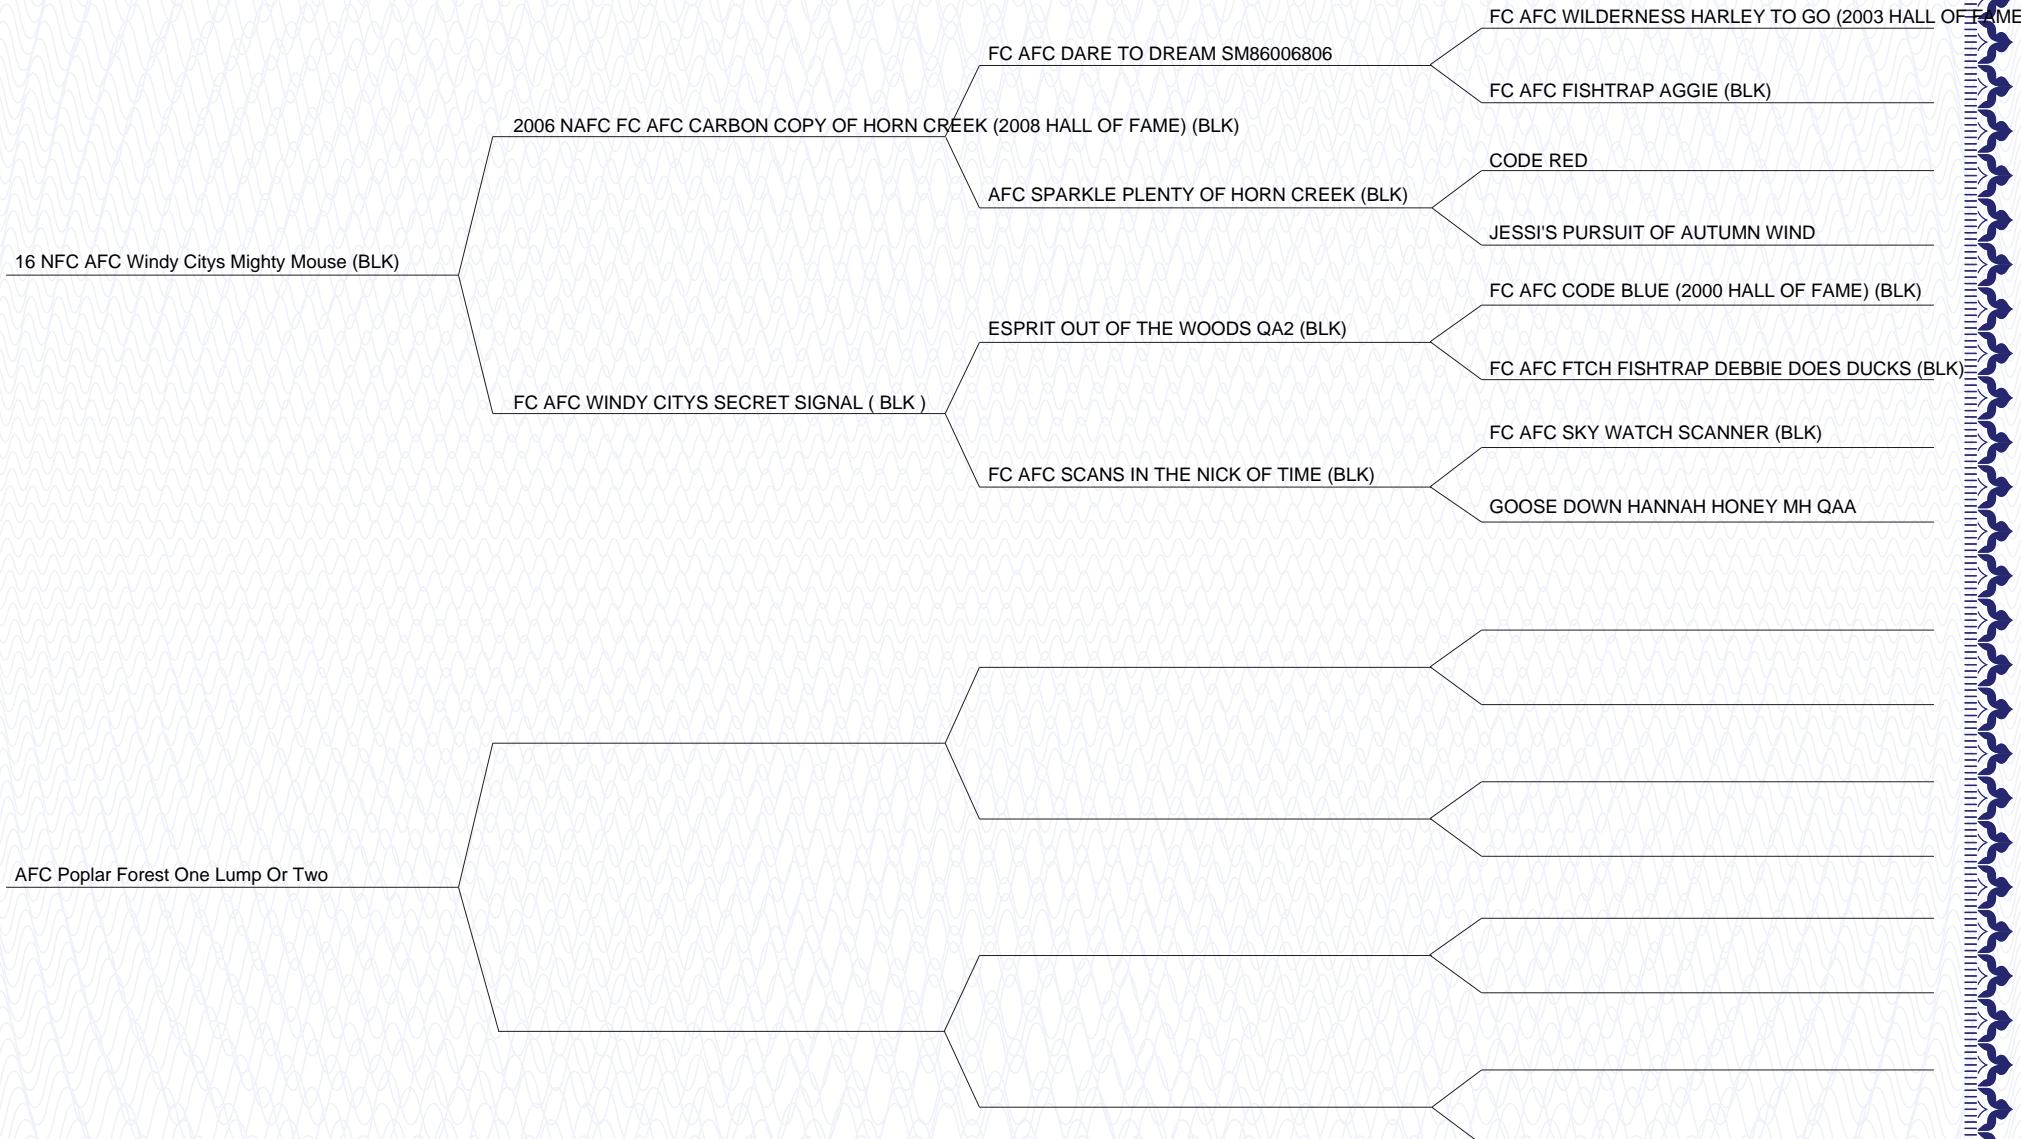 FC AFC WILDERNESS HARLEY TO GO (2003 HALL OF FAME
FC AFC DARE TO DREAM SM86006806
FC AFC FISHTRAP AGGIE (BLK)
2006 NAFC FC AFC CARBON COPY OF HORN CREEK (2008 HALL OF FAME) (BLK)
CODE RED
AFC SPARKLE PLENTY OF HORN CREEK (BLK)
JESSI'S PURSUIT OF AUTUMN WIND
16 NFC AFC Windy Citys Mighty Mouse (BLK)
FC AFC CODE BLUE (2000 HALL OF FAME) (BLK)
ESPRIT OUT OF THE WOODS QA2 (BLK)
FC AFC FTCH FISHTRAP DEBBIE DOES DUCKS (BLK)
FC AFC WINDY CITYS SECRET SIGNAL ( BLK )
FC AFC SKY WATCH SCANNER (BLK)
FC AFC SCANS IN THE NICK OF TIME (BLK)
GOOSE DOWN HANNAH HONEY MH QAA
AFC Poplar Forest One Lump Or Two